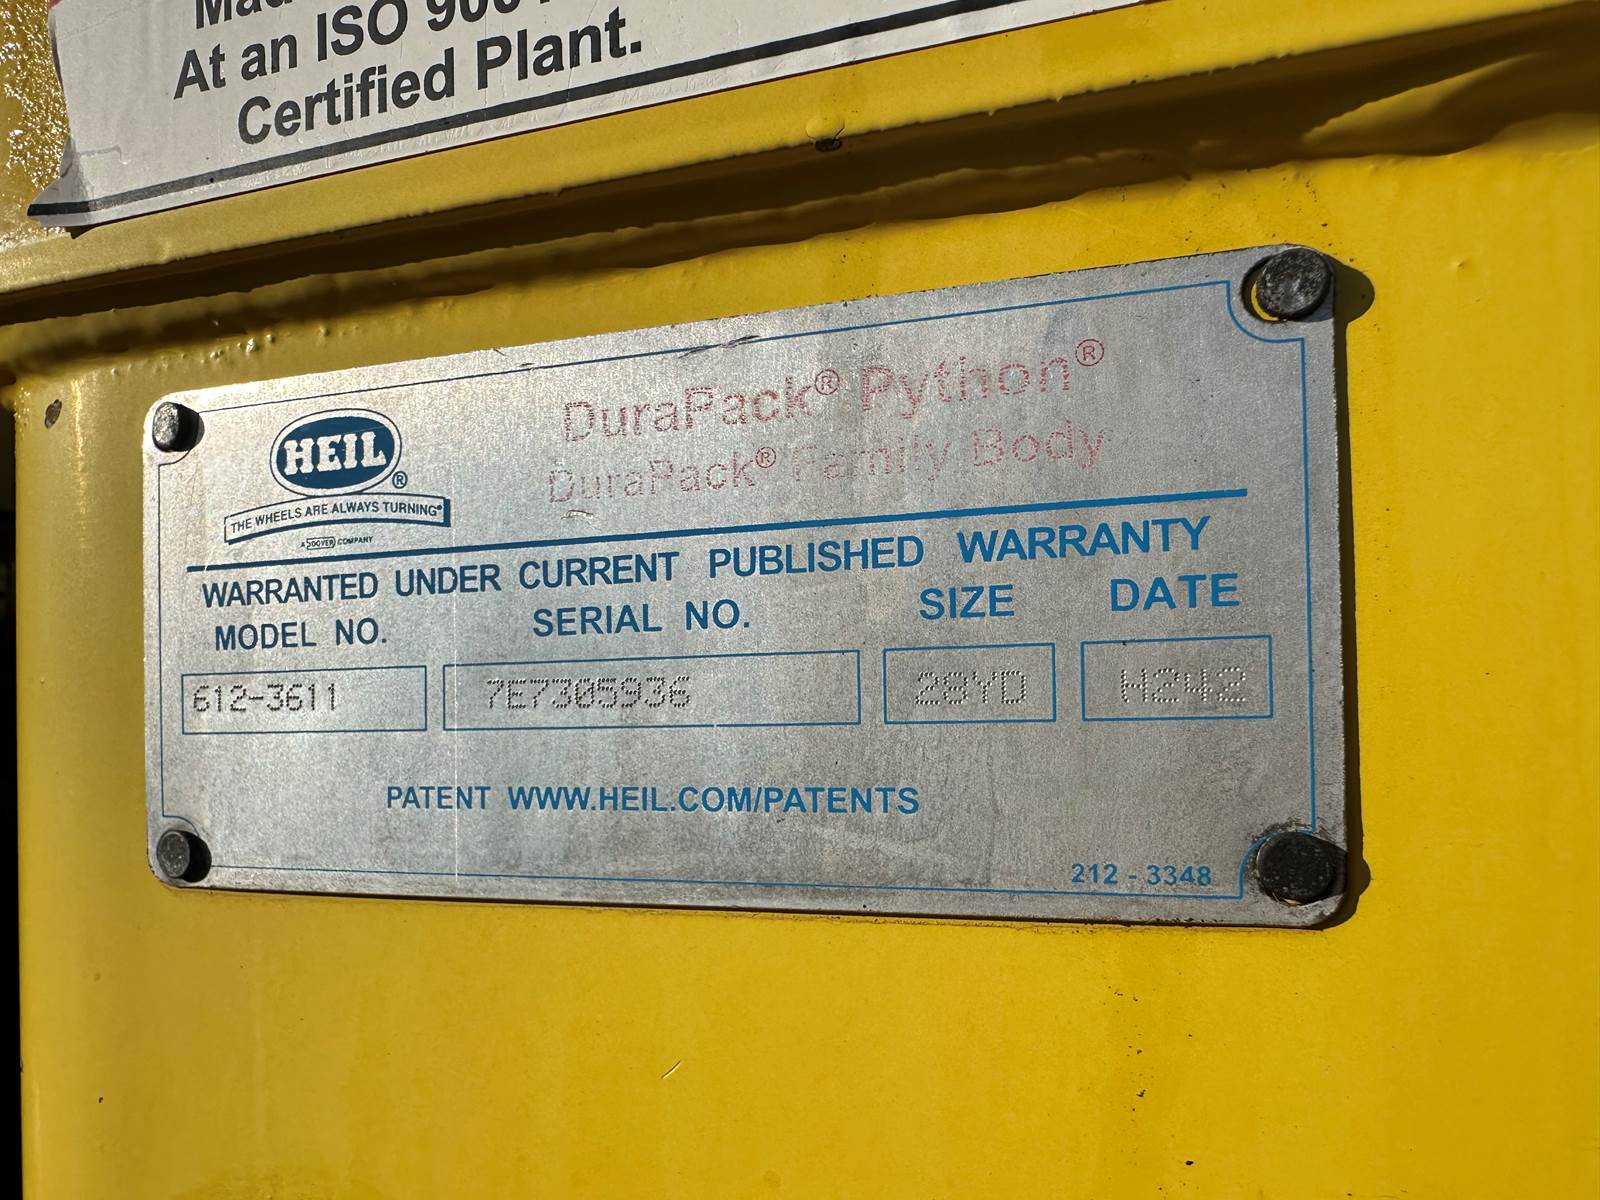 At an ISO
Certified Plant.
HEIL®
THE WHEELS ARE ALWAYS TURNING®
A DOVER COMPANY
DuraPack® Python®
DuraPack® Family Body
WARRANTED UNDER CURRENT PUBLISHED WARRANTY
MODEL NO. SERIAL NO. SIZE DATE
612-3611 7E7305936 28YD H242
PATENT WWW.HEIL.COM/PATENTS
212 - 3348